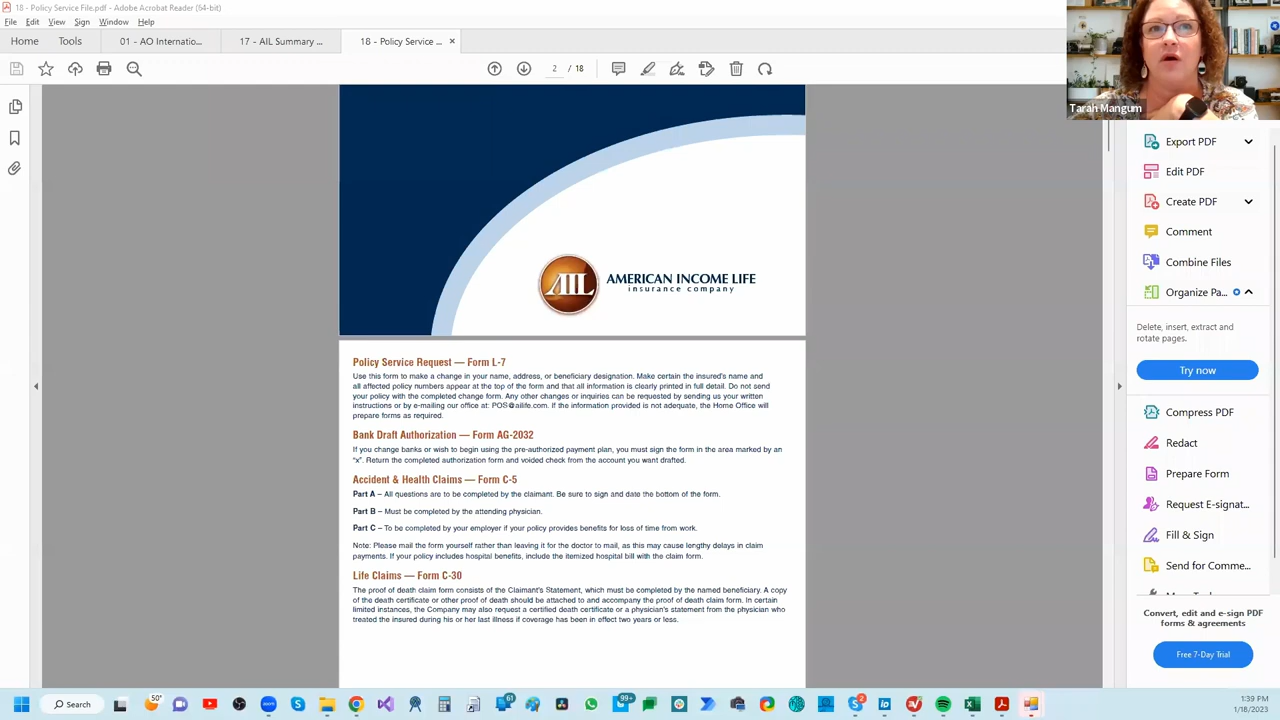 18 - Policy Service File.pdf - Adobe Acrobat Reader (64-bit)
File Edit View Sign Window Help
Home Tools 01 - AO Internatio... 17 - AIL Summary ... 18 - Policy Service ... ×
2 / 18
Tarah Mangum
AIL AMERICAN INCOME LIFE
insurance company
Policy Service Request — Form L-7
Use this form to make a change in your name, address, or beneficiary designation. Make certain the insured's name and
all affected policy numbers appear at the top of the form and that all information is clearly printed in full detail. Do not send
your policy with the completed change form. Any other changes or inquiries can be requested by sending us your written
instructions or by e-mailing our office at: POS@ailife.com. If the information provided is not adequate, the Home Office will
prepare forms as required.
Bank Draft Authorization — Form AG-2032
If you change banks or wish to begin using the pre-authorized payment plan, you must sign the form in the area marked by an
"x". Return the completed authorization form and voided check from the account you want drafted.
Accident & Health Claims — Form C-5
Part A – All questions are to be completed by the claimant. Be sure to sign and date the bottom of the form.
Part B – Must be completed by the attending physician.
Part C – To be completed by your employer if your policy provides benefits for loss of time from work.
Note: Please mail the form yourself rather than leaving it for the doctor to mail, as this may cause lengthy delays in claim
payments. If your policy includes hospital benefits, include the itemized hospital bill with the claim form.
Life Claims — Form C-30
The proof of death claim form consists of the Claimant's Statement, which must be completed by the named beneficiary. A copy
of the death certificate or other proof of death should be attached to and accompany the proof of death claim form. In certain
limited instances, the Company may also request a certified death certificate or a physician's statement from the physician who
treated the insured during his or her last illness if coverage has been in effect two years or less.
Export PDF
Edit PDF
Create PDF
Comment
Combine Files
Organize Pa...
Delete, insert, extract and
rotate pages.
Try now
Compress PDF
Redact
Prepare Form
Request E-signat...
Fill & Sign
Send for Comme...
Convert, edit and e-sign PDF
forms & agreements
Free 7-Day Trial
Search
50°
61
99+
2
1:39 PM
1/18/2023